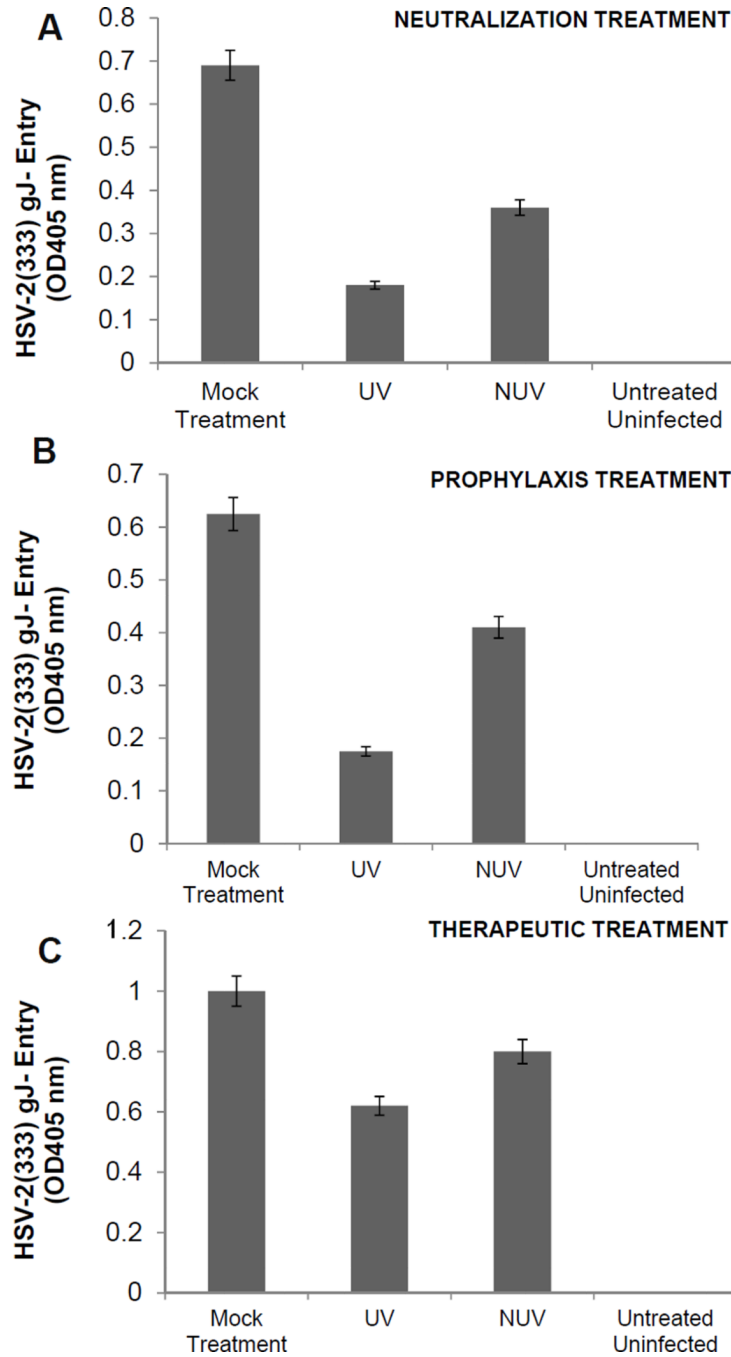 A
NEUTRALIZATION TREATMENT
HSV-2(333) gJ- Entry
(OD405 nm)
0.8
0.7
0.6
0.5
0.4
0.3
0.2
0.1
0
Mock
Treatment
UV
NUV
Untreated
Uninfected
B
PROPHYLAXIS TREATMENT
HSV-2(333) gJ- Entry
(OD405 nm)
0.7
0.6
0.5
0.4
0.3
0.2
0.1
0
Mock
Treatment
UV
NUV
Untreated
Uninfected
C
THERAPEUTIC TREATMENT
HSV-2(333) gJ- Entry
(OD405 nm)
1.2
1
0.8
0.6
0.4
0.2
0
Mock
Treatment
UV
NUV
Untreated
Uninfected